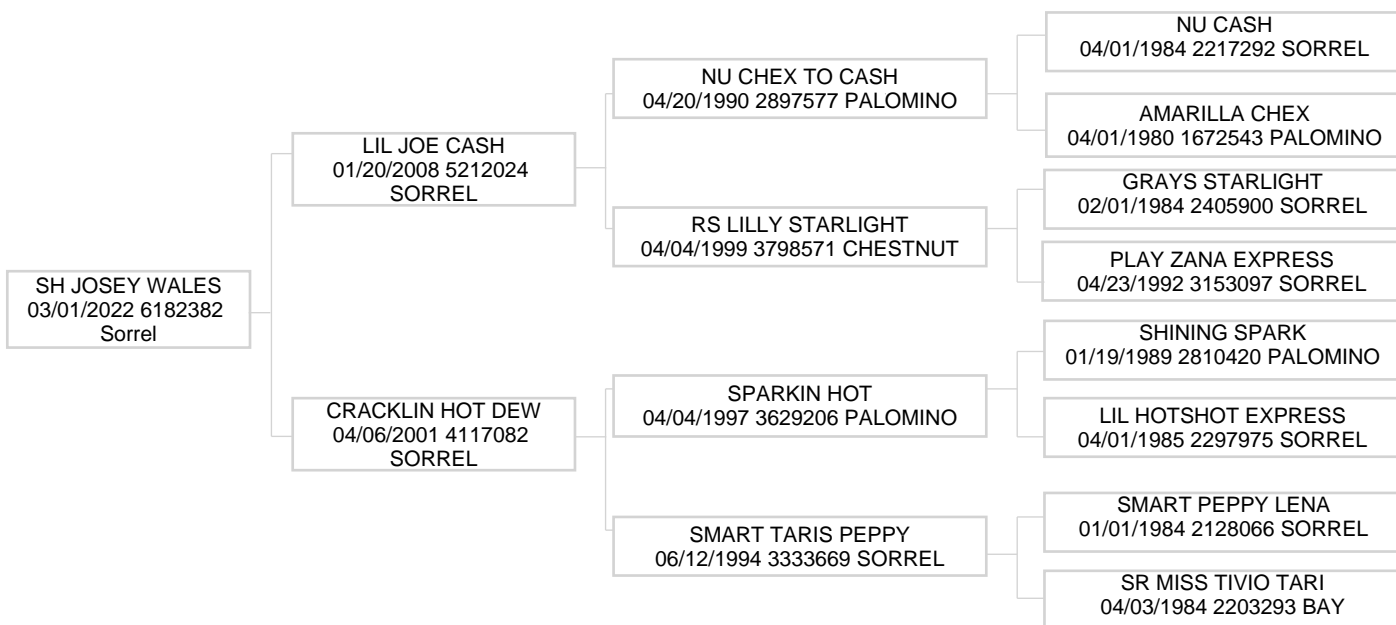 SH JOSEY WALES
03/01/2022 6182382
Sorrel
LIL JOE CASH
01/20/2008 5212024
SORREL
CRACKLIN HOT DEW
04/06/2001 4117082
SORREL
NU CHEX TO CASH
04/20/1990 2897577 PALOMINO
RS LILLY STARLIGHT
04/04/1999 3798571 CHESTNUT
SPARKIN HOT
04/04/1997 3629206 PALOMINO
SMART TARIS PEPPY
06/12/1994 3333669 SORREL
NU CASH
04/01/1984 2217292 SORREL
AMARILLA CHEX
04/01/1980 1672543 PALOMINO
GRAYS STARLIGHT
02/01/1984 2405900 SORREL
PLAY ZANA EXPRESS
04/23/1992 3153097 SORREL
SHINING SPARK
01/19/1989 2810420 PALOMINO
LIL HOTSHOT EXPRESS
04/01/1985 2297975 SORREL
SMART PEPPY LENA
01/01/1984 2128066 SORREL
SR MISS TIVIO TARI
04/03/1984 2203293 BAY